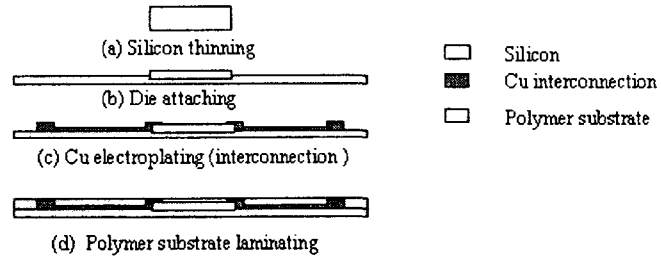 (a) Silicon thinning
(b) Die attaching
(c) Cu electroplating (interconnection )
(d) Polymer substrate laminating
Silicon
Cu interconnection
Polymer substrate